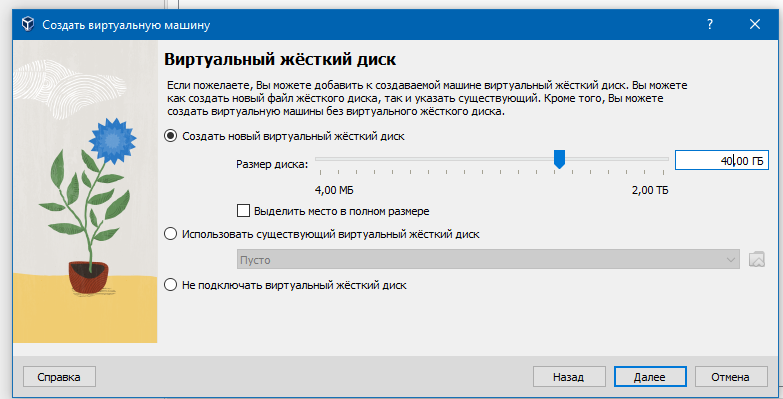 Создать виртуальную машину
?
Виртуальный жёсткий диск
Если пожелаете, Вы можете добавить к создаваемой машине виртуальный жёсткий диск. Вы можете
как создать новый файл жёсткого диска, так и указать существующий. Кроме того, Вы можете
создать виртуальную машины без виртуального жёсткого диска.
Создать новый виртуальный жёсткий диск
Размер диска:
40,00 ГБ
4,00 МБ
2,00 ТБ
Выделить место в полном размере
Использовать существующий виртуальный жёсткий диск
Пусто
Не подключать виртуальный жёсткий диск
Справка
Назад
Далее
Отмена